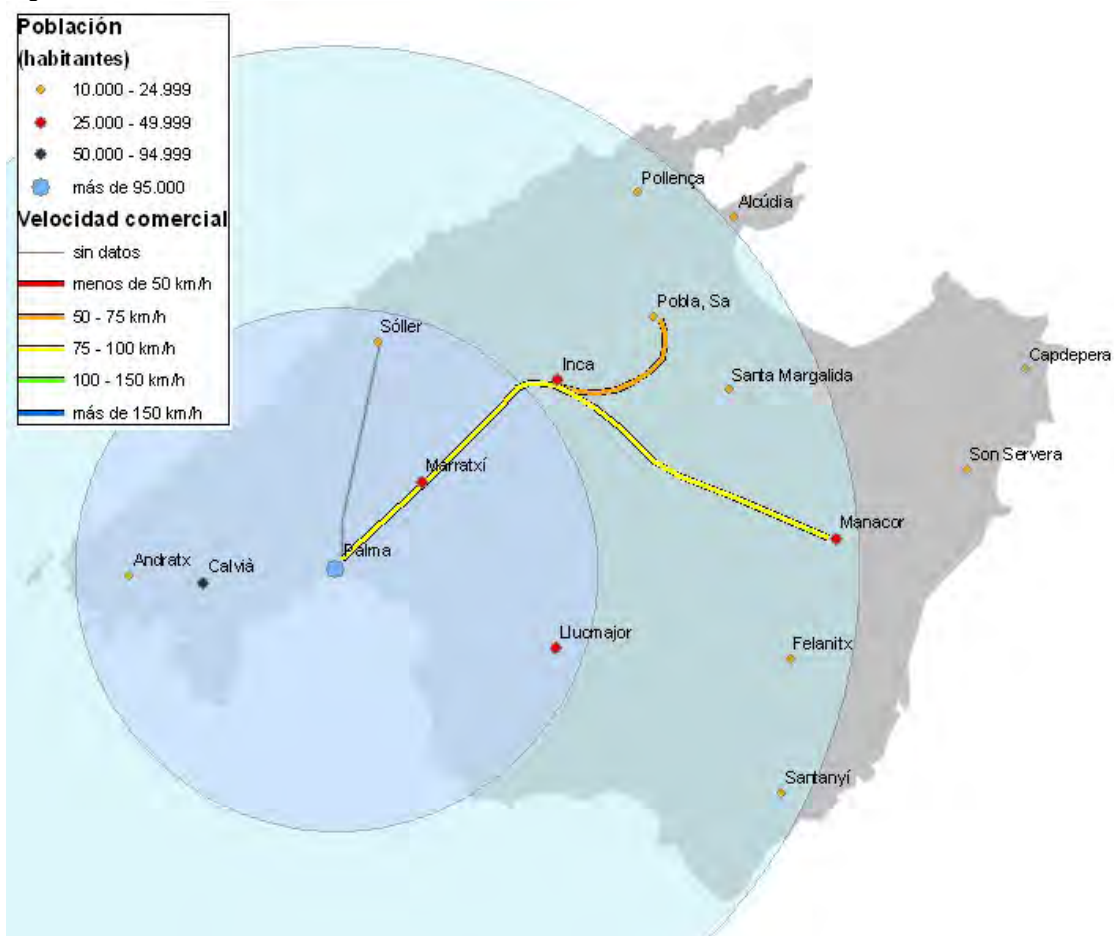 Población
(habitantes)
10.000 - 24.999
25.000 - 49.999
50.000 - 94.999
más de 95.000
Velocidad comercial
sin datos
menos de 50 km/h
50 - 75 km/h
75 - 100 km/h
100 - 150 km/h
más de 150 km/h
Pollença
Alcúdia
Pobla, Sa
Sóller
Inca
Capdepera
Santa Margalida
Son Servera
Marratxí
Manacor
Palma
Andratx
Calvià
Llucmajor
Felanitx
Santanyí